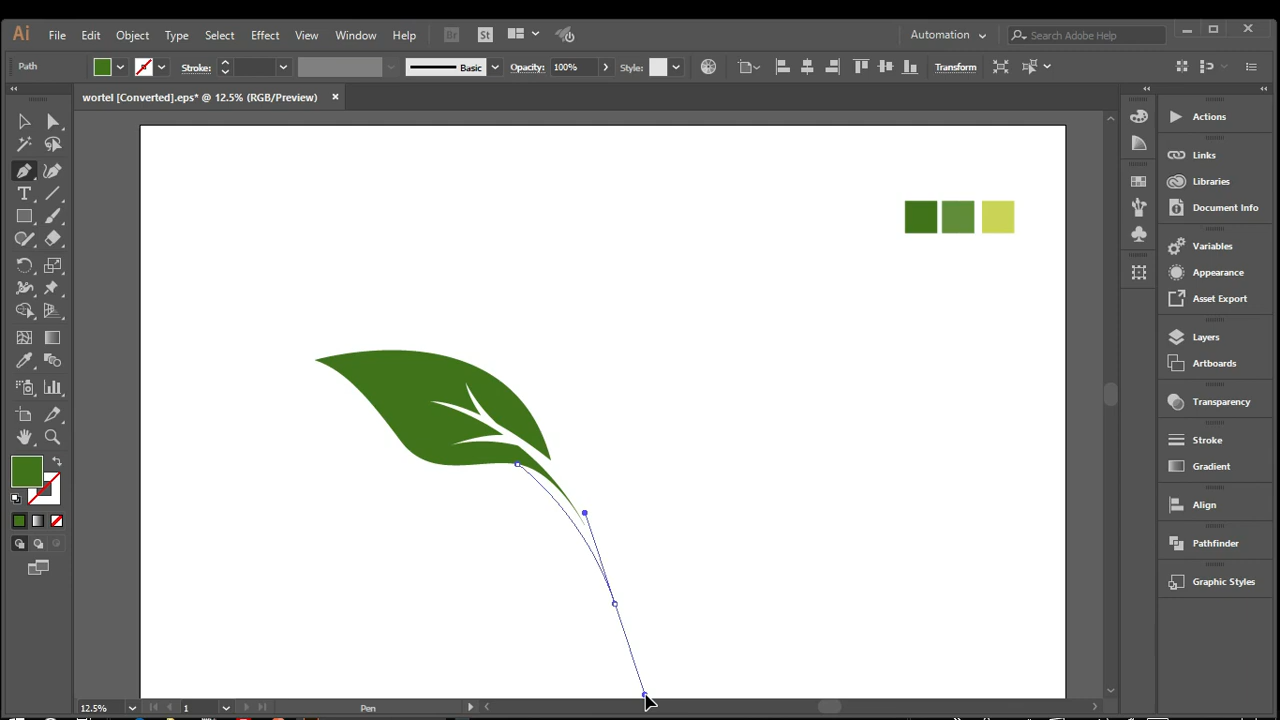 Ai File Edit Object Type Select Effect View Window Help Br St Automation Search Adobe Help
Path Stroke: Basic Opacity: 100% Style: Transform
wortel [Converted].eps* @ 12.5% (RGB/Preview) ×
Actions
Links
Libraries
Document Info
Variables
Appearance
Asset Export
Layers
Artboards
Transparency
Stroke
Gradient
Align
Pathfinder
Graphic Styles
T
12.5% 1 Pen